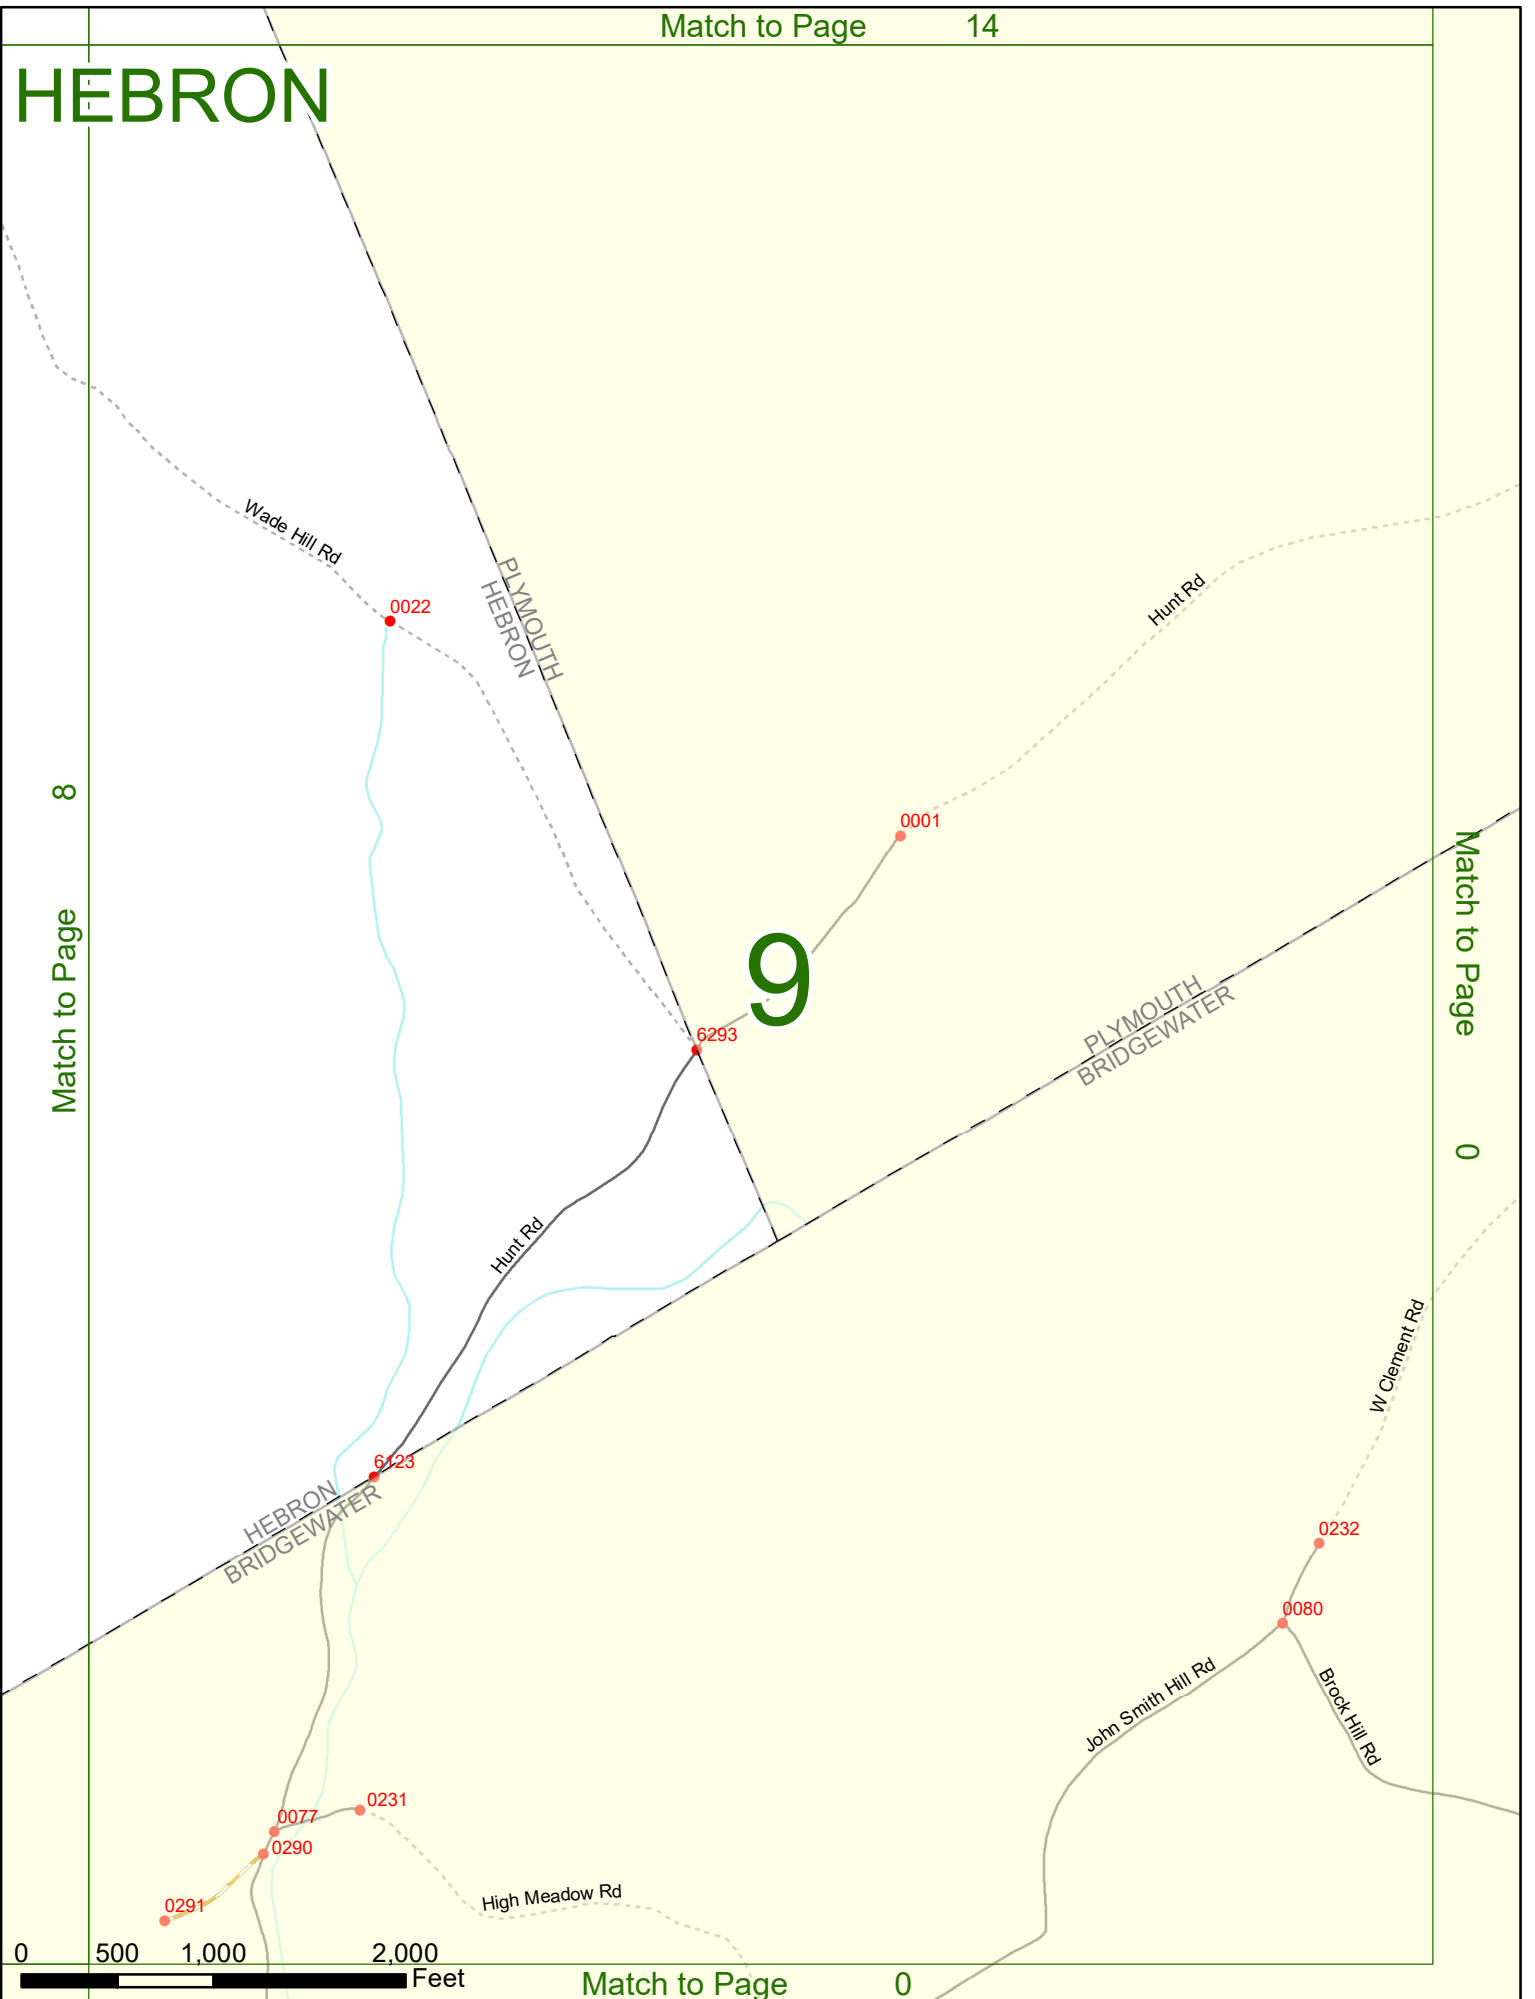 Match to Page 14
HEBRON
Wade Hill Rd
0022
PLYMOUTH
HEBRON
Hunt Rd
8
Match to Page
0001
Match to Page
0
9
6293
PLYMOUTH
BRIDGEWATER
Hunt Rd
W Clement Rd
6123
HEBRON
BRIDGEWATER
0232
0080
John Smith Hill Rd
Brock Hill Rd
0231
0077
0290
High Meadow Rd
0291
0 500 1,000 2,000
Feet
Match to Page 0